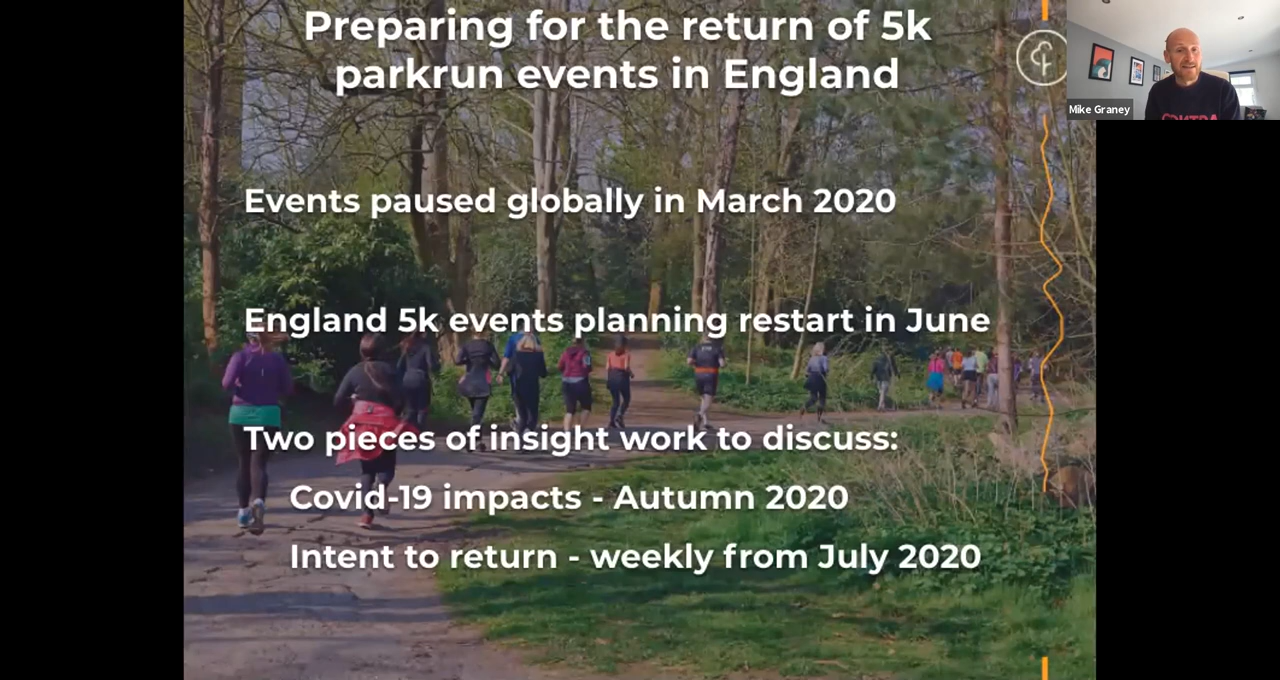 Preparing for the return of 5k
parkrun events in England
Mike Graney
Events paused globally in March 2020
England 5k events planning restart in June
Two pieces of insight work to discuss:
Covid-19 impacts - Autumn 2020
Intent to return - weekly from July 2020